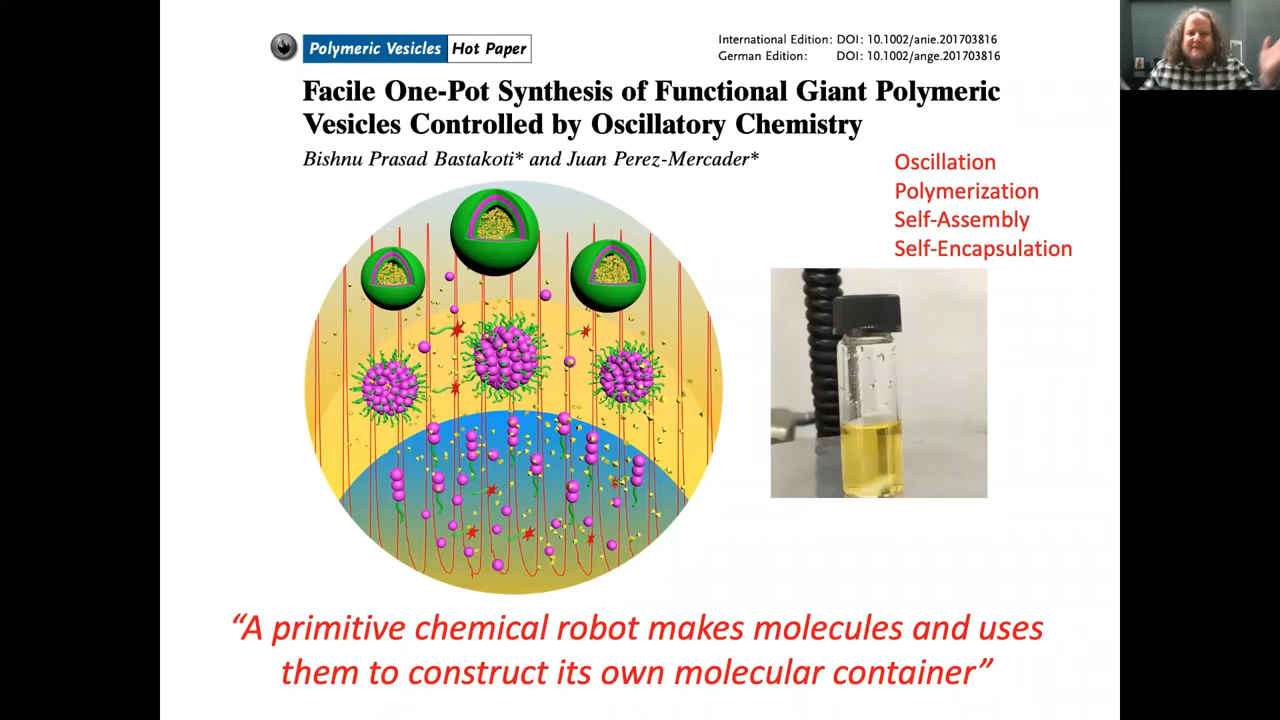 Polymeric Vesicles Hot Paper
International Edition: DOI: 10.1002/anie.201703816
German Edition: DOI: 10.1002/ange.201703816
Facile One-Pot Synthesis of Functional Giant Polymeric
Vesicles Controlled by Oscillatory Chemistry
Bishnu Prasad Bastakoti* and Juan Perez-Mercader*
Oscillation
Polymerization
Self-Assembly
Self-Encapsulation
“A primitive chemical robot makes molecules and uses
them to construct its own molecular container”